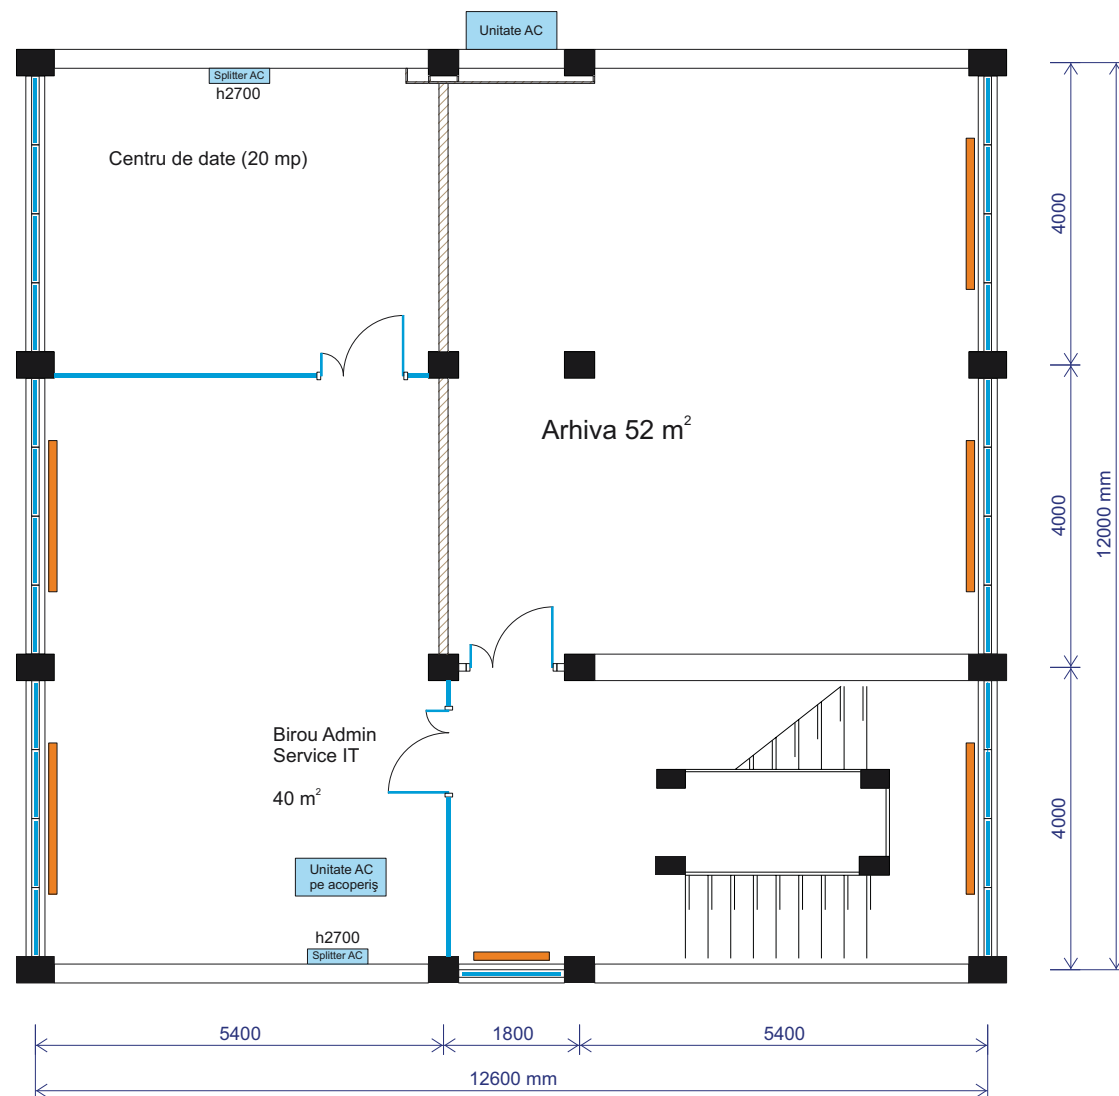 Unitate AC
Splitter AC
h2700
Centru de date (20 mp)
4000
Arhiva 52 m²
4000
12000 mm
Birou Admin
Service IT
40 m²
4000
Unitate AC
pe acoperiş
h2700
Splitter AC
5400
1800
5400
12600 mm